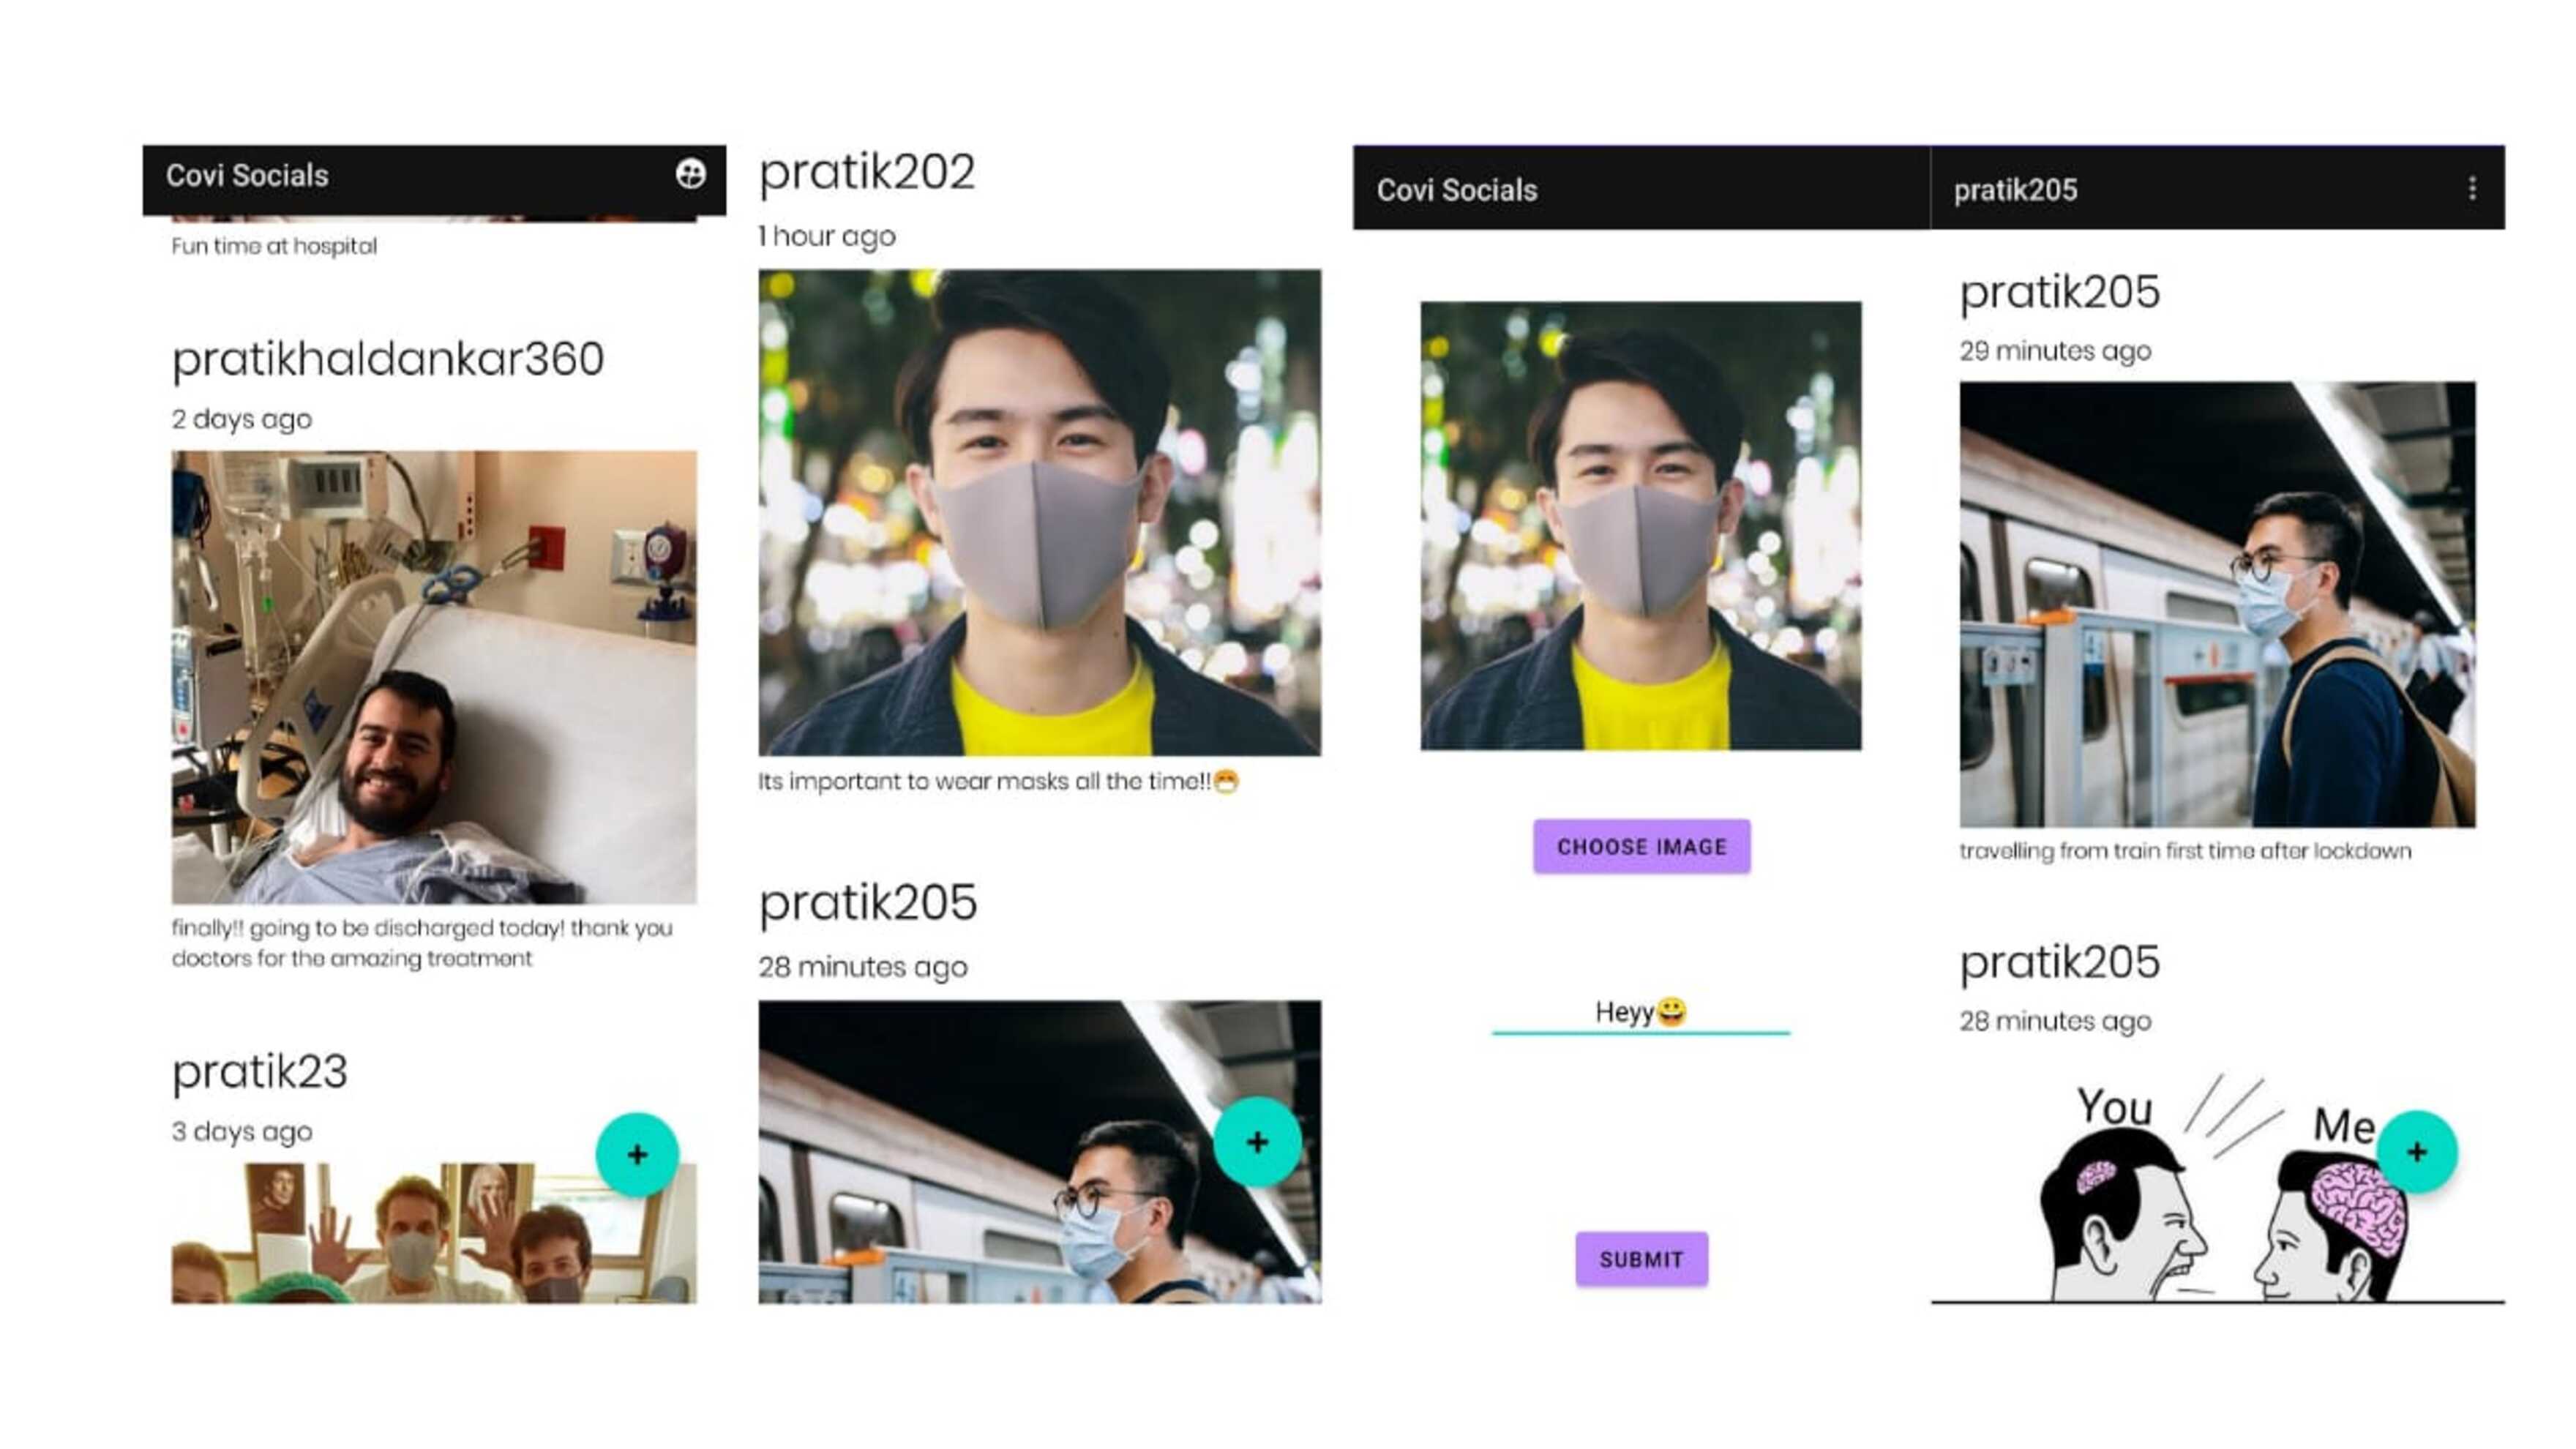 Covi Socials
Fun time at hospital
pratikhaldankar360
2 days ago
finally!! going to be discharged today! thank you
doctors for the amazing treatment
pratik23
3 days ago
+
pratik202
1 hour ago
Its important to wear masks all the time!!😷
pratik205
28 minutes ago
+
Covi Socials
CHOOSE IMAGE
Heyy😀
SUBMIT
pratik205
pratik205
29 minutes ago
travelling from train first time after lockdown
pratik205
28 minutes ago
You
Me
+